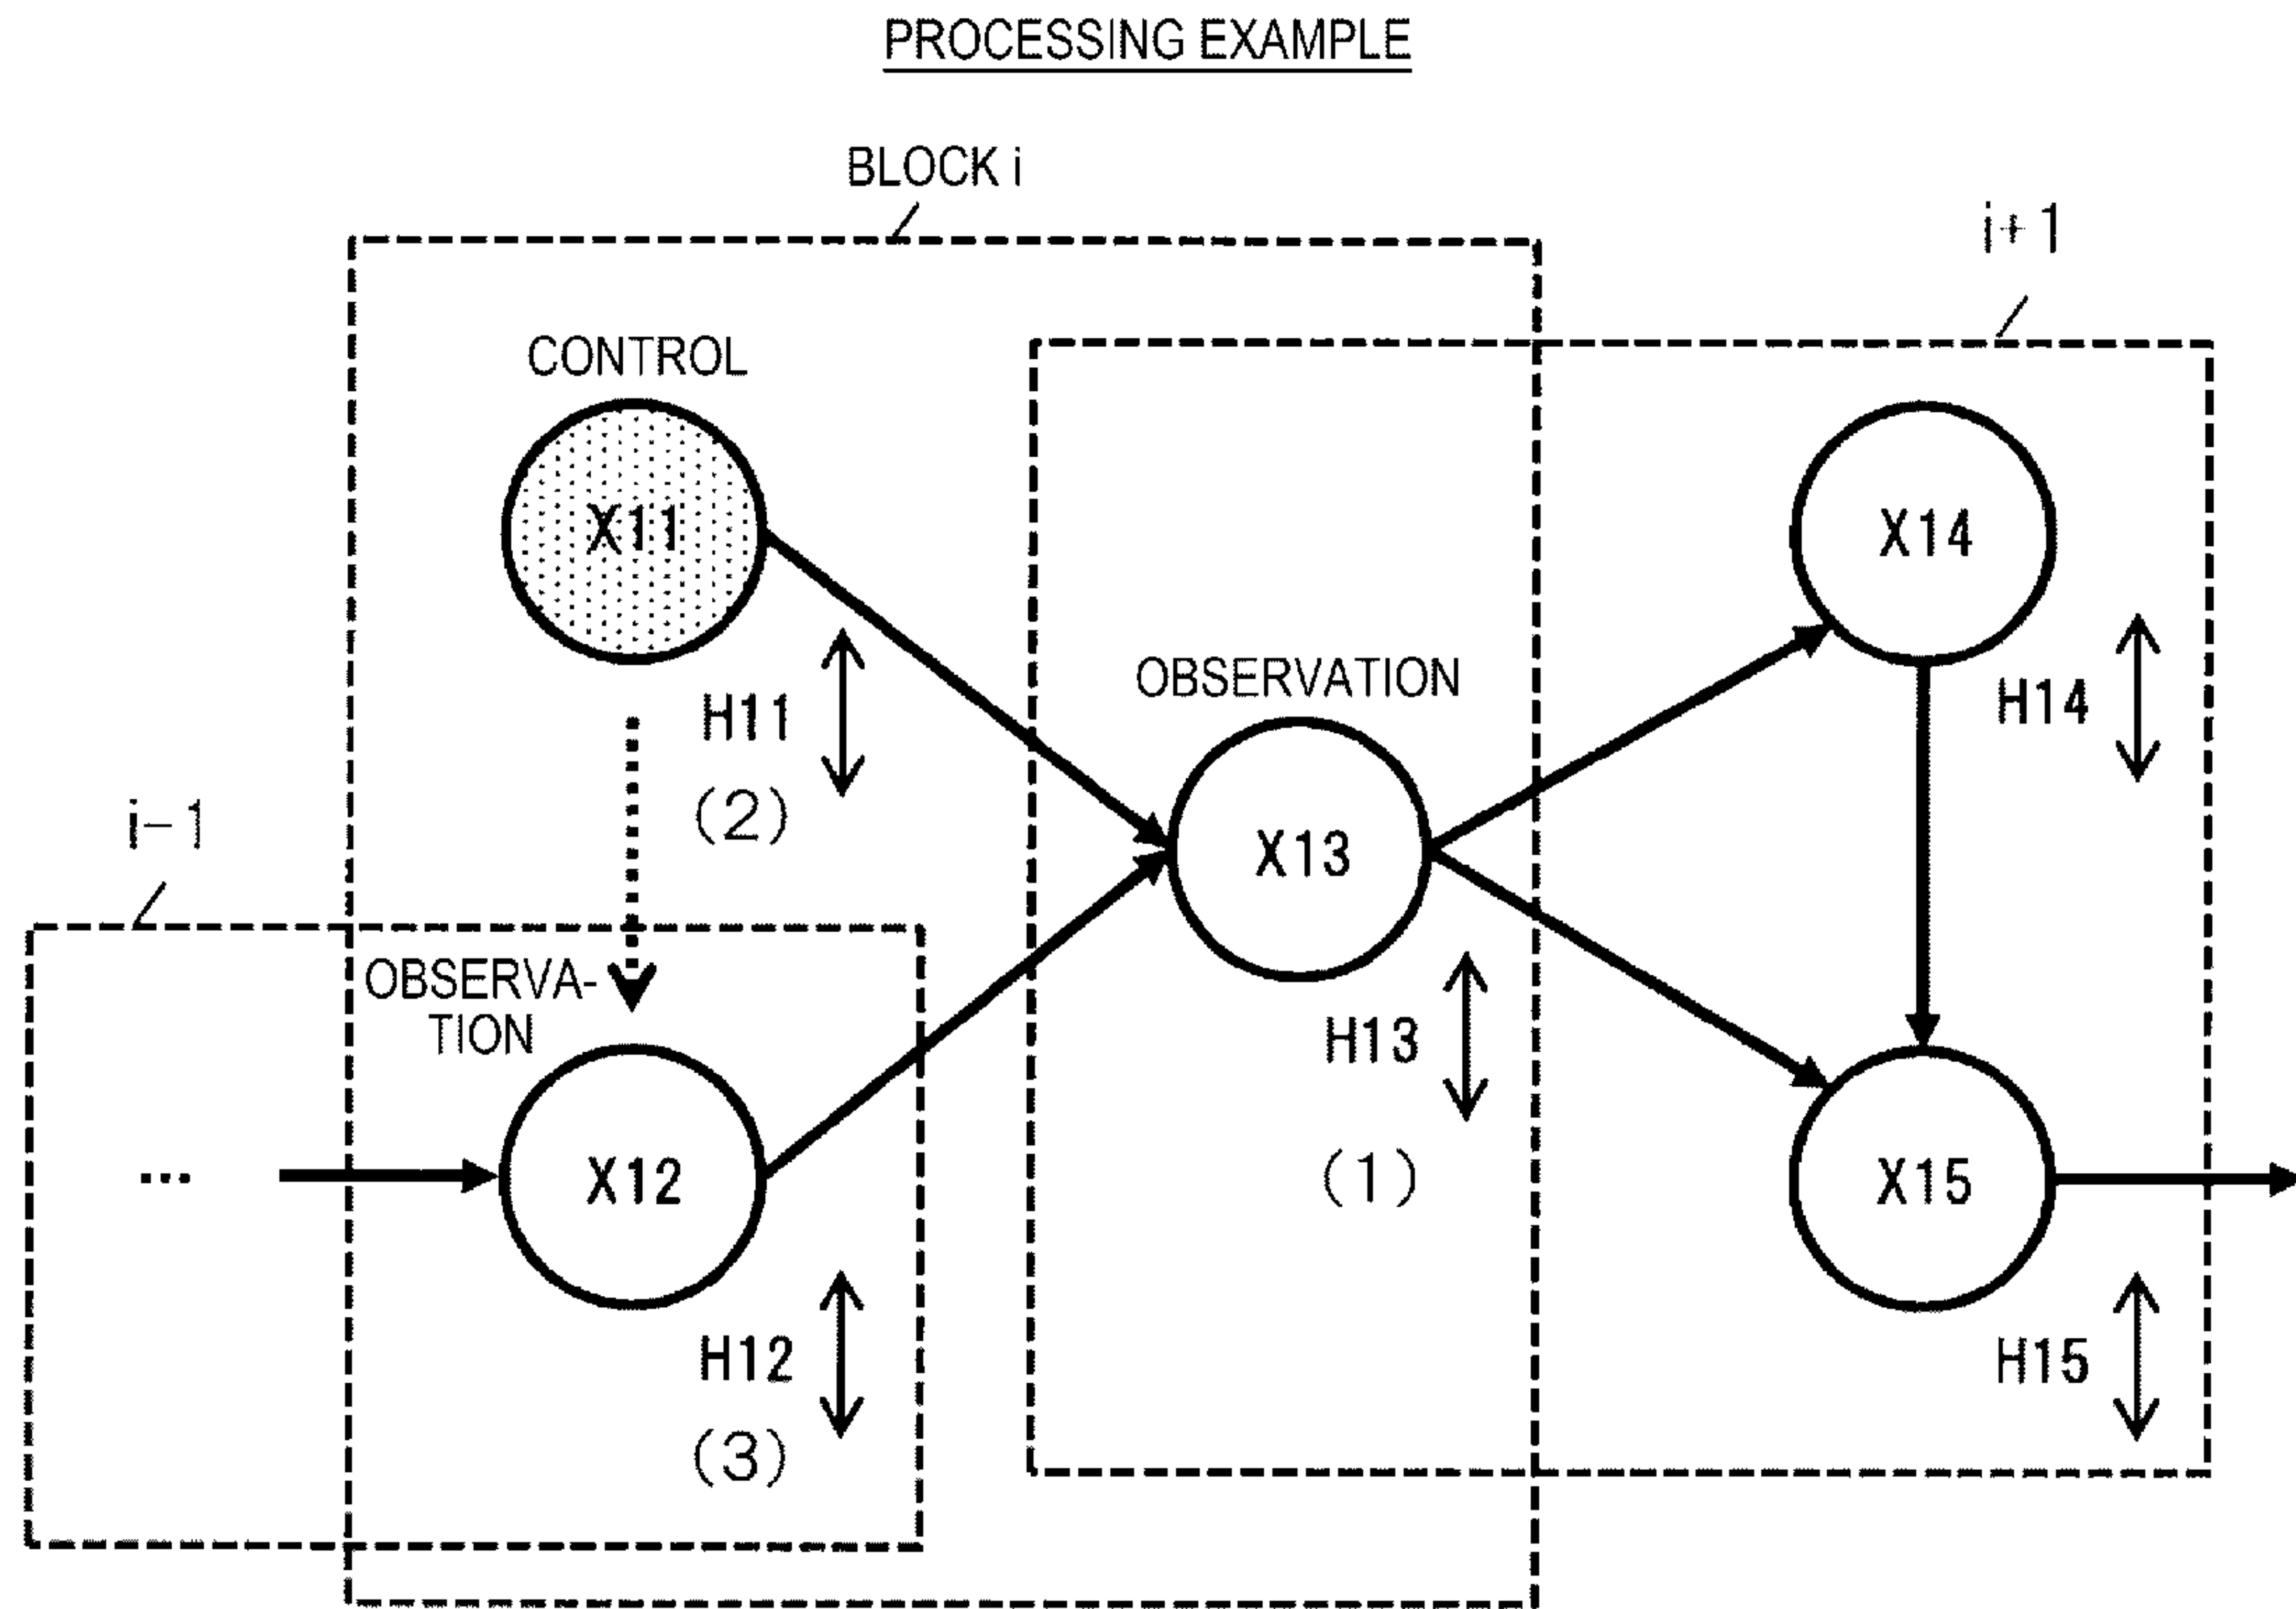 PROCESSING EXAMPLE
BLOCK i
i+1
CONTROL
X11
X14
OBSERVATION
H11
H14
(2)
i-1
X13
OBSERVA-
TION
H13
(1)
...
X12
X15
H12
H15
(3)